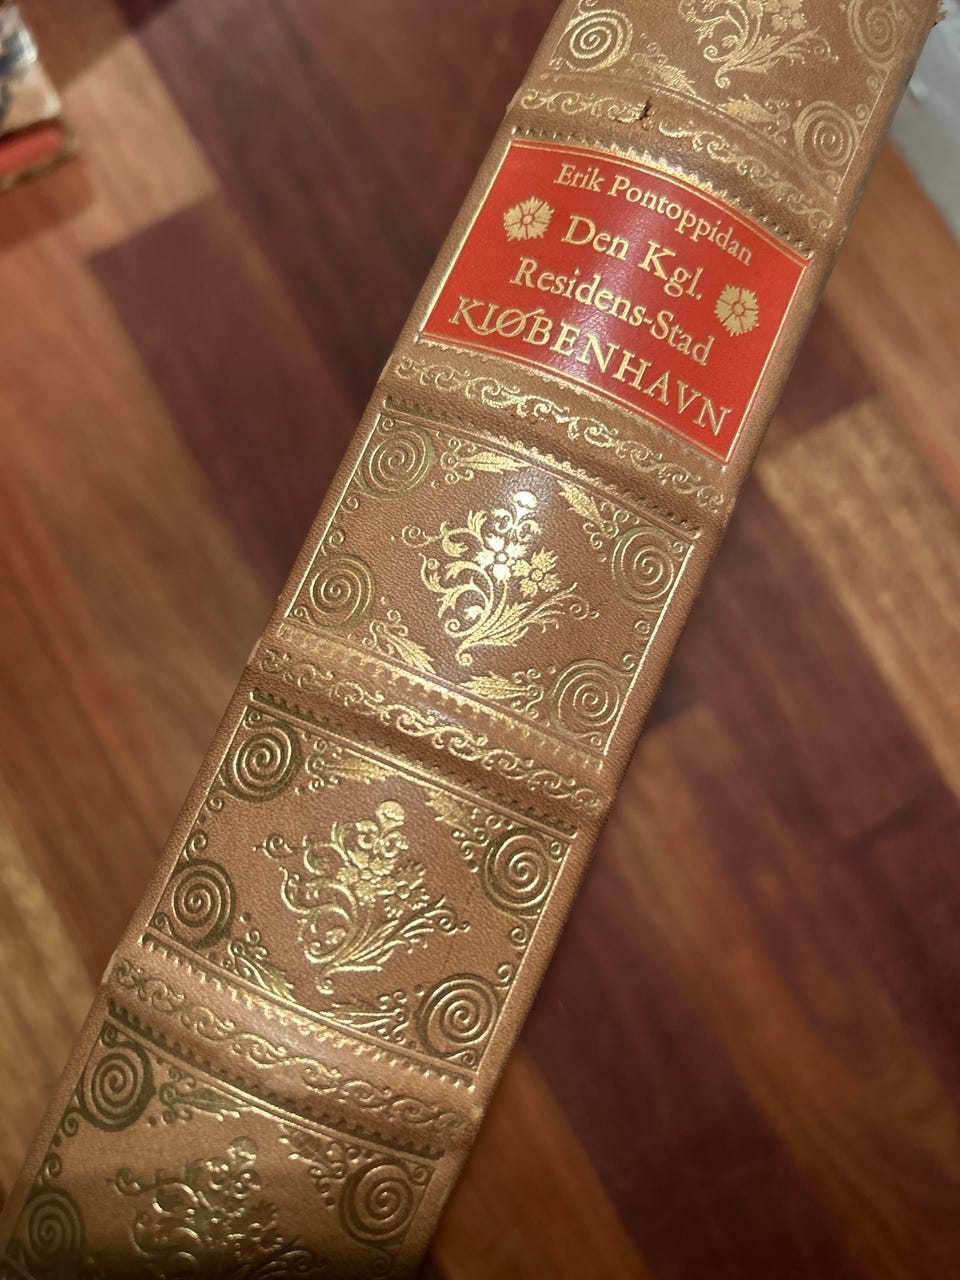 Erik Pontoppidan
Den Kgl.
Residens-Stad
KIØBENHAVN